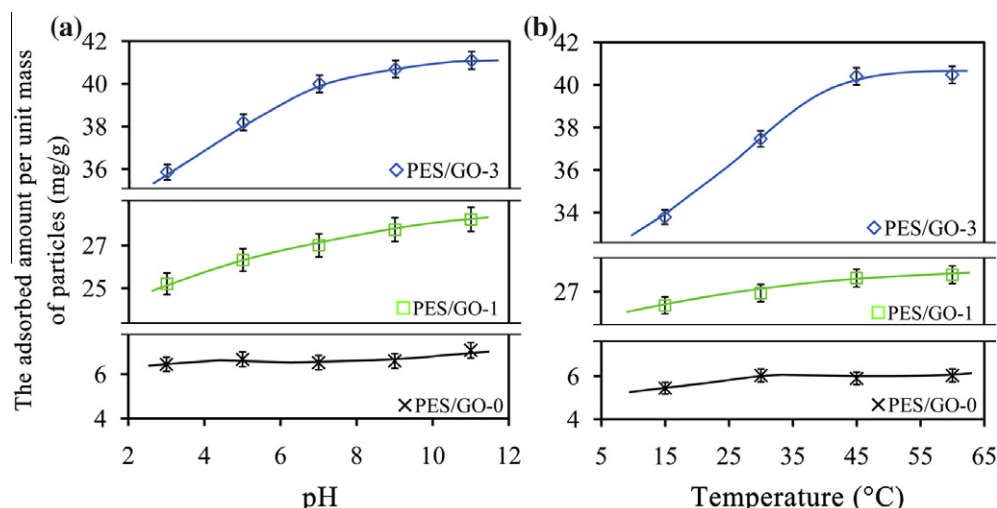 The adsorbed amount per unit mass
of particles (mg/g)
(a)
42
40
38
36
PES/GO-3
27
25
PES/GO-1
6
4
PES/GO-0
2 4 6 8 10 12
pH
(b)
42
40
38
36
34
PES/GO-3
27
PES/GO-1
6
4
PES/GO-0
5 15 25 35 45 55 65
Temperature (°C)